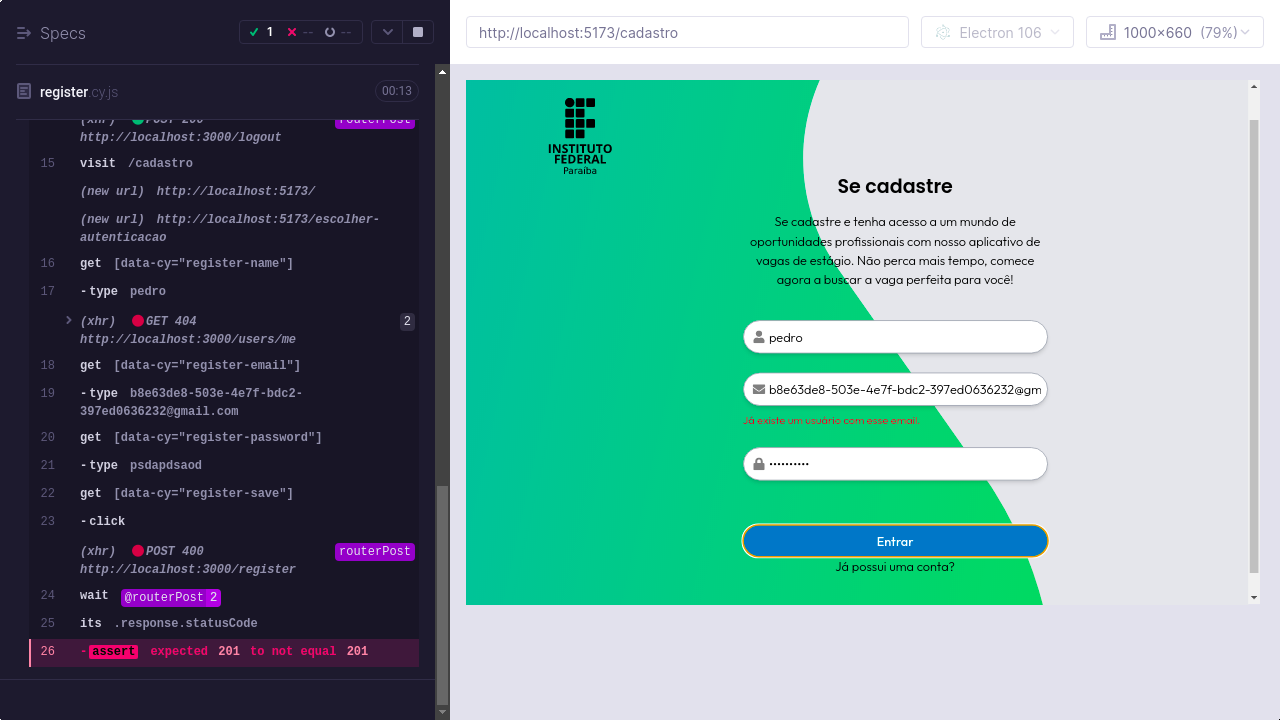 Specs
1
--
--
register.cy.js
00:13
(xhr) POST 200
http://localhost:3000/logout
routerPost
15 visit /cadastro
(new url) http://localhost:5173/
(new url) http://localhost:5173/escolher-
autenticacao
16 get [data-cy="register-name"]
17 -type pedro
(xhr) GET 404
http://localhost:3000/users/me
2
18 get [data-cy="register-email"]
19 -type b8e63de8-503e-4e7f-bdc2-
397ed0636232@gmail.com
20 get [data-cy="register-password"]
21 -type psdapdsaod
22 get [data-cy="register-save"]
23 -click
(xhr) POST 400
http://localhost:3000/register
routerPost
24 wait @routerPost 2
25 its .response.statusCode
26 -assert expected 201 to not equal 201
http://localhost:5173/cadastro
Electron 106
1000x660 (79%)
INSTITUTO
FEDERAL
Paraíba
Se cadastre
Se cadastre e tenha acesso a um mundo de
oportunidades profissionais com nosso aplicativo de
vagas de estágio. Não perca mais tempo, comece
agora a buscar a vaga perfeita para você!
pedro
b8e63de8-503e-4e7f-bdc2-397ed0636232@gm
Já existe um usuário com esse email.
••••••••••
Entrar
Já possui uma conta?